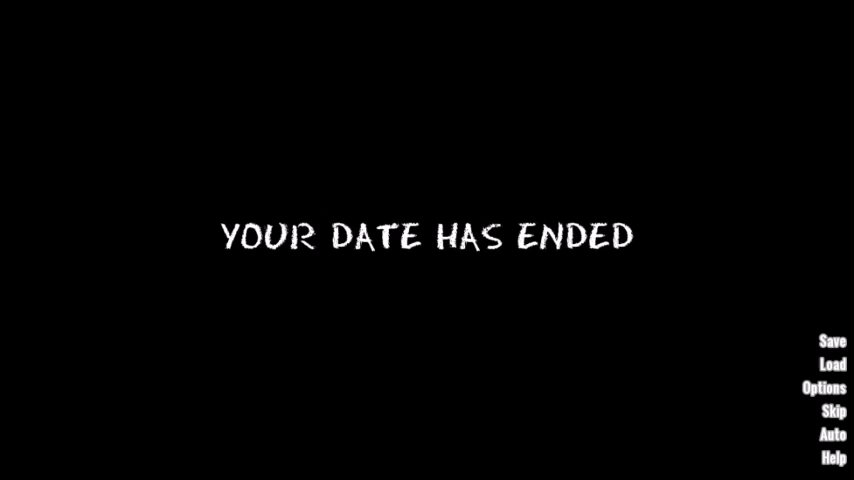 YOUR DATE HAS ENDED
Save
Load
Options
Skip
Auto
Help